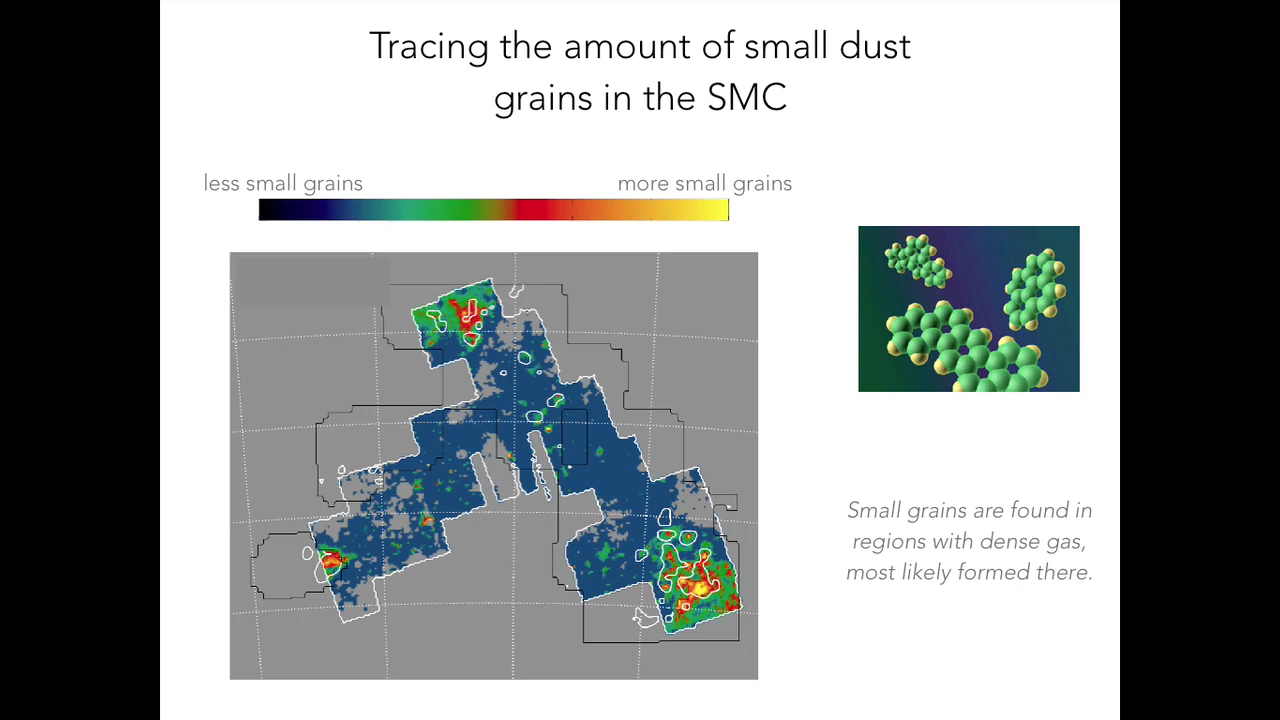 Tracing the amount of small dust
grains in the SMC
less small grains
more small grains
Small grains are found in
regions with dense gas,
most likely formed there.